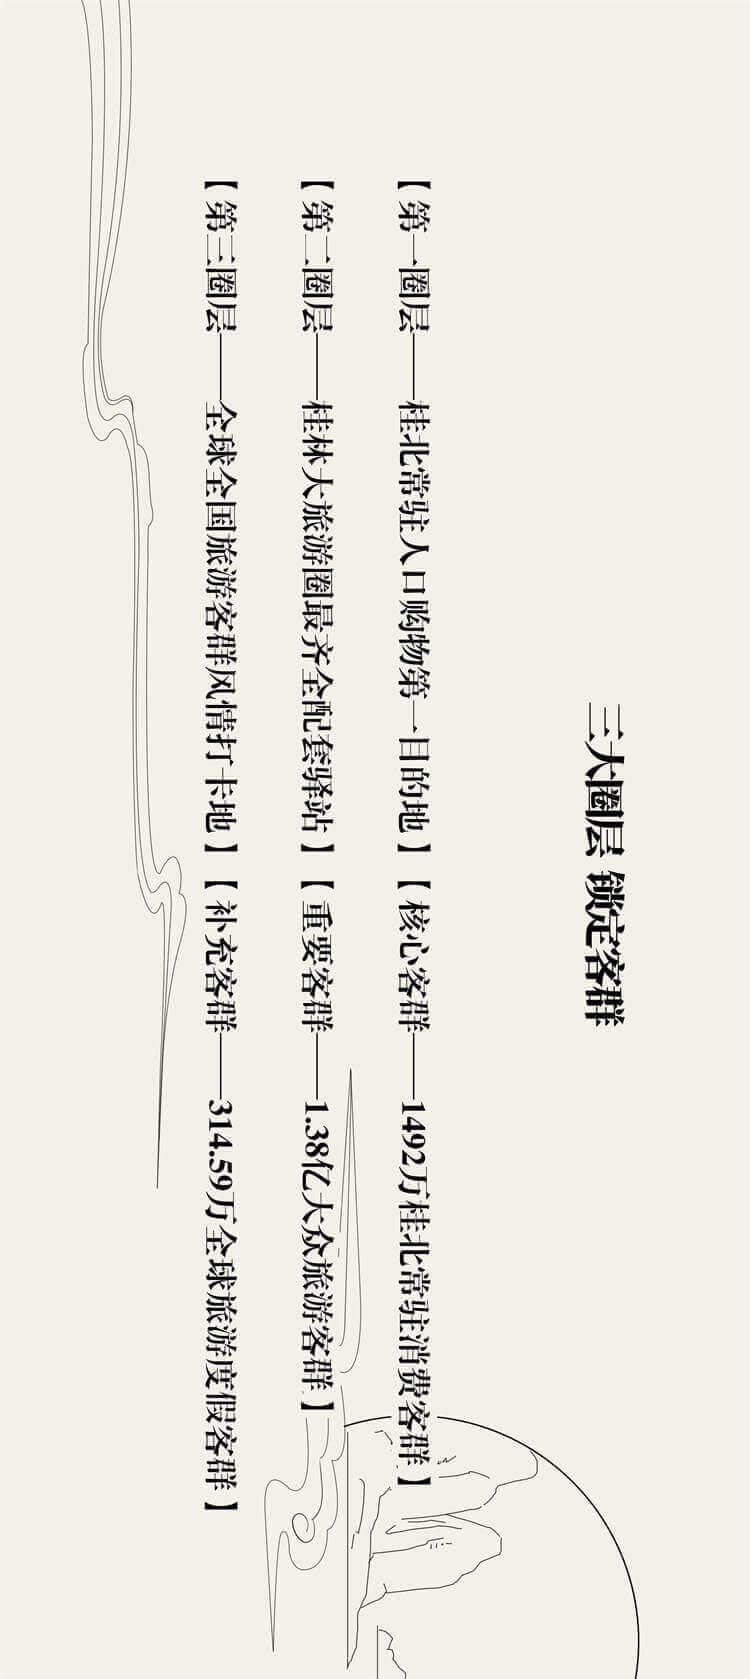 三大圈层 锁定客群
【第一圈层——桂北常驻人口购物第一目的地】【核心客群——1492万桂北常驻消费客群】
【第二圈层——桂林大旅游圈最齐全配套驿站】【重要客群——1.38亿大众旅游客群】
【第三圈层——全球全国旅游客群风情打卡地】【补充客群——314.59万全球旅游度假客群】